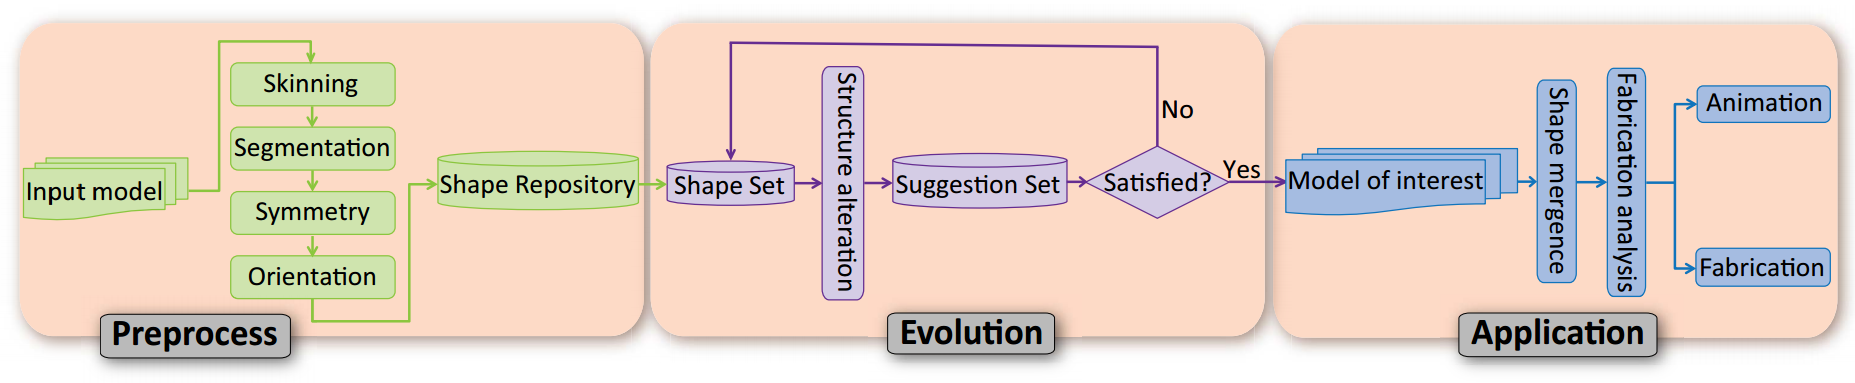 Input model
Skinning
Segmentation
Symmetry
Orientation
Shape Repository
Preprocess
Shape Set
Structure alteration
Suggestion Set
Satisfied?
No
Yes
Evolution
Model of interest
Shape mergence
Fabrication analysis
Animation
Fabrication
Application